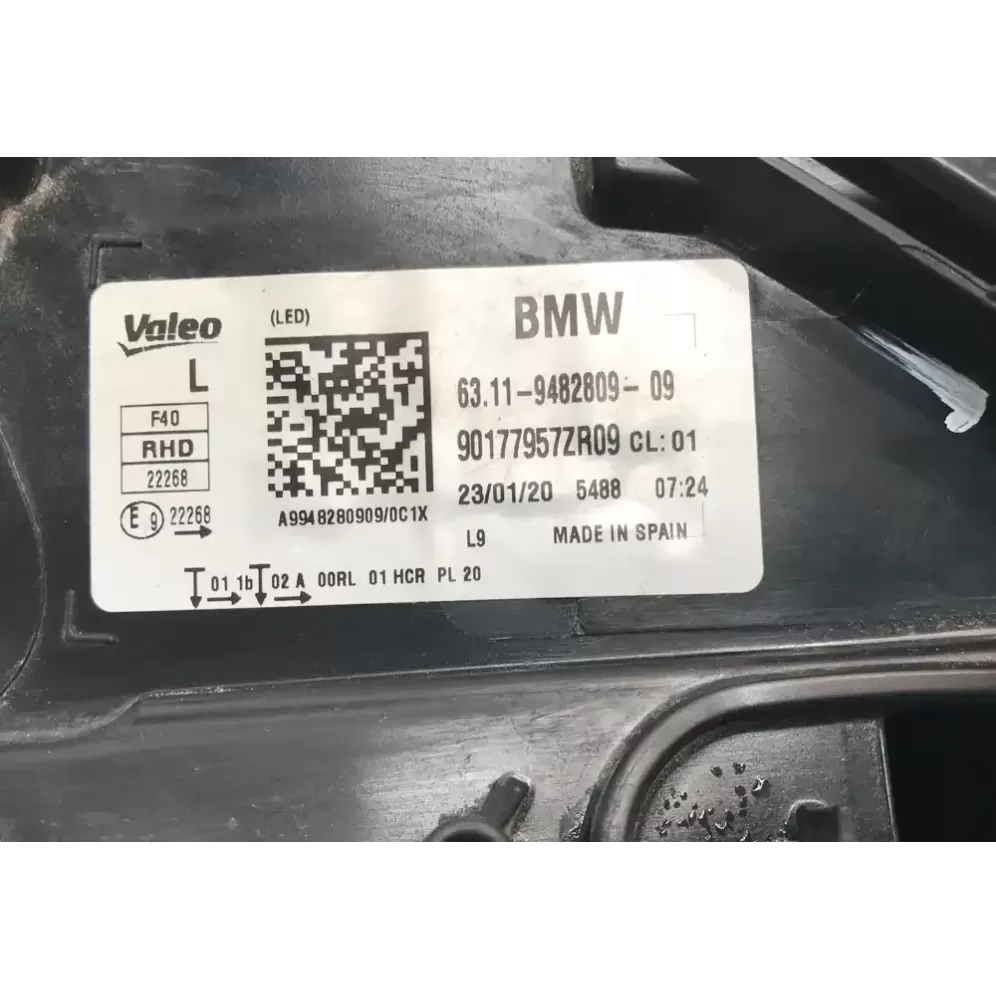 Valeo
(LED)
BMW
L
F40
RHD
22268
E 9 22268
63.11-9482809-09
90177957ZR09 CL:01
23/01/20 5488 07:24
A9948280909/0C1X
L9 MADE IN SPAIN
01 1b 02 A 00RL 01 HCR PL 20